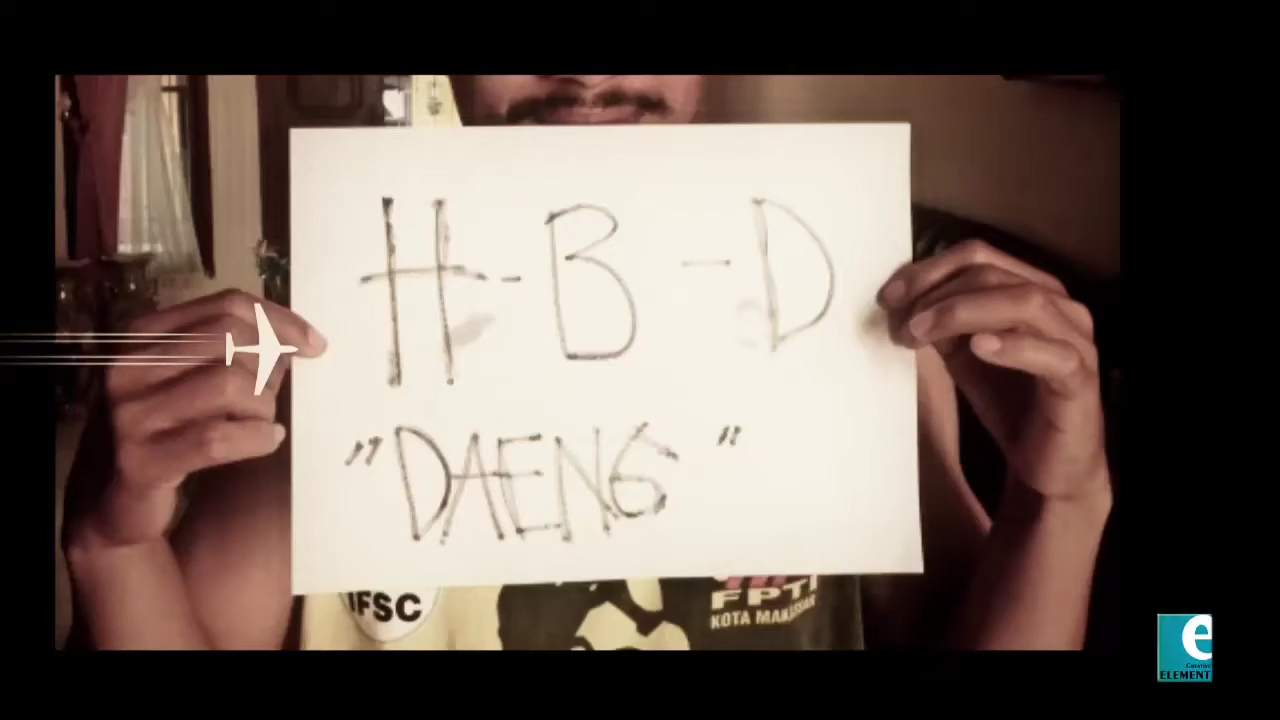 H-B-D
"DAENG"
IFSC
FPTI
KOTA MAKASSAR
e
ELEMENT